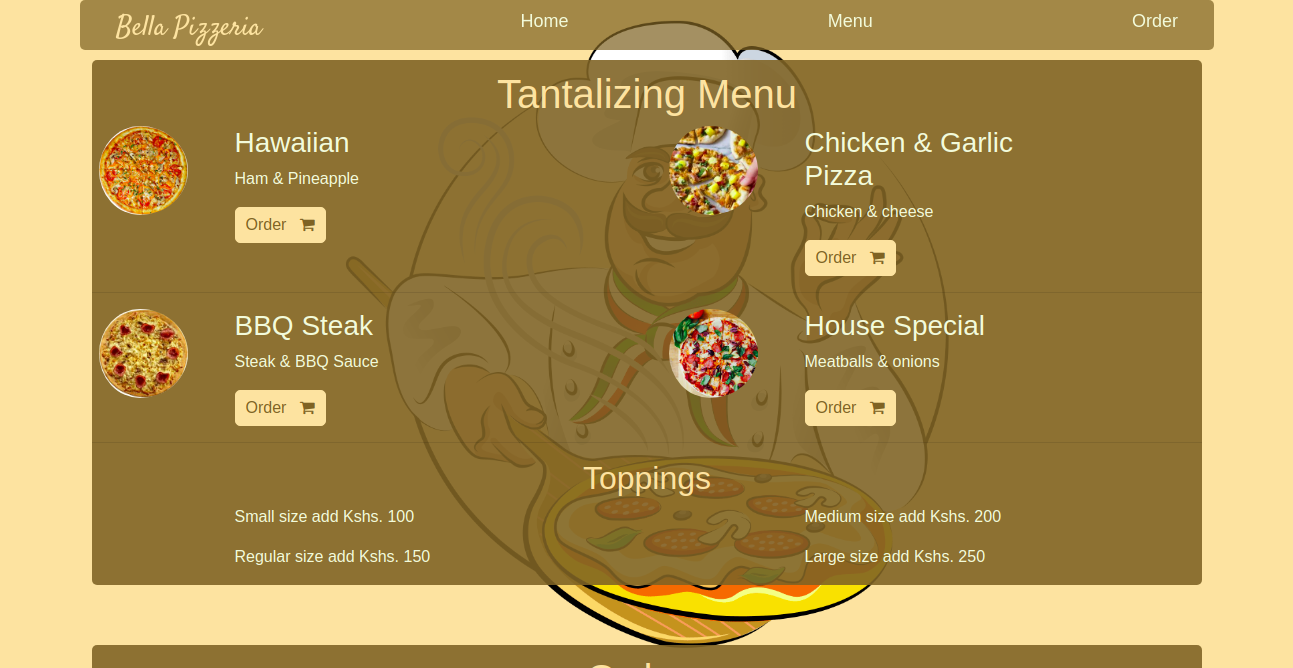 Bella Pizzeria
Home
Menu
Order
Tantalizing Menu
Hawaiian
Ham & Pineapple
Order
Chicken & Garlic
Pizza
Chicken & cheese
Order
BBQ Steak
Steak & BBQ Sauce
Order
House Special
Meatballs & onions
Order
Toppings
Small size add Kshs. 100
Medium size add Kshs. 200
Regular size add Kshs. 150
Large size add Kshs. 250